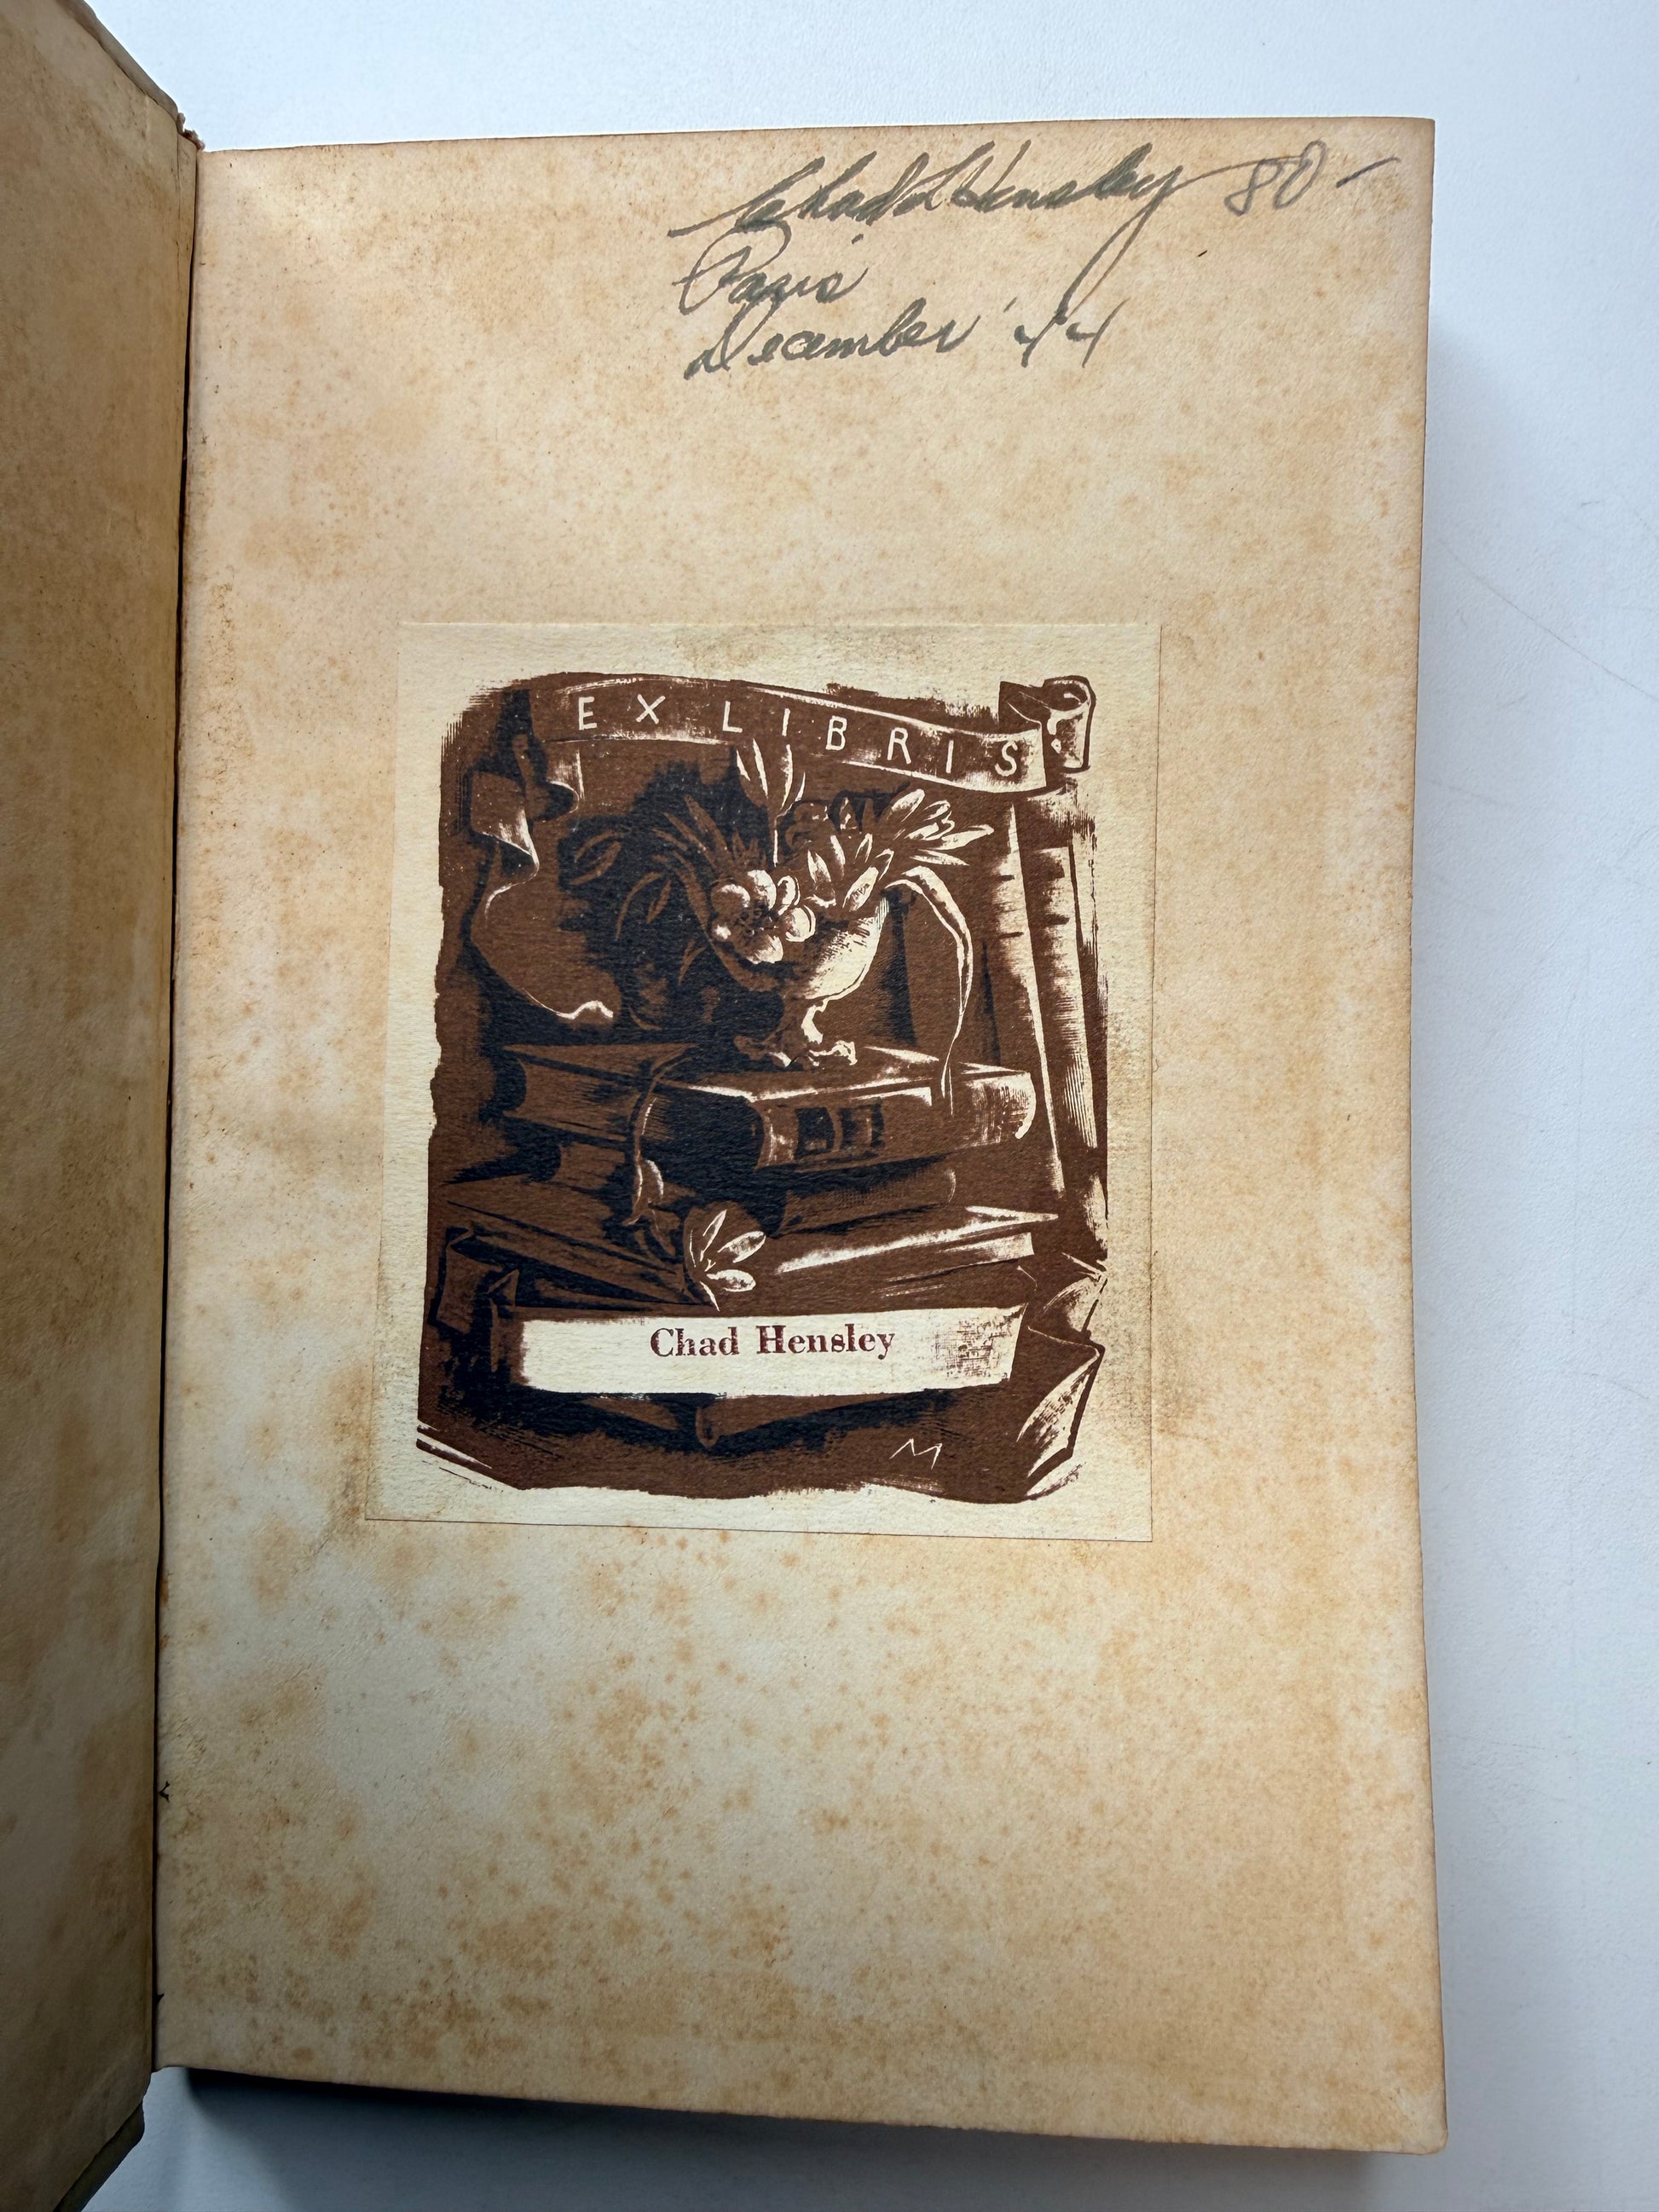 Chad L Hensley 80-
Paris
December '44
EX LIBRIS
Chad Hensley
M